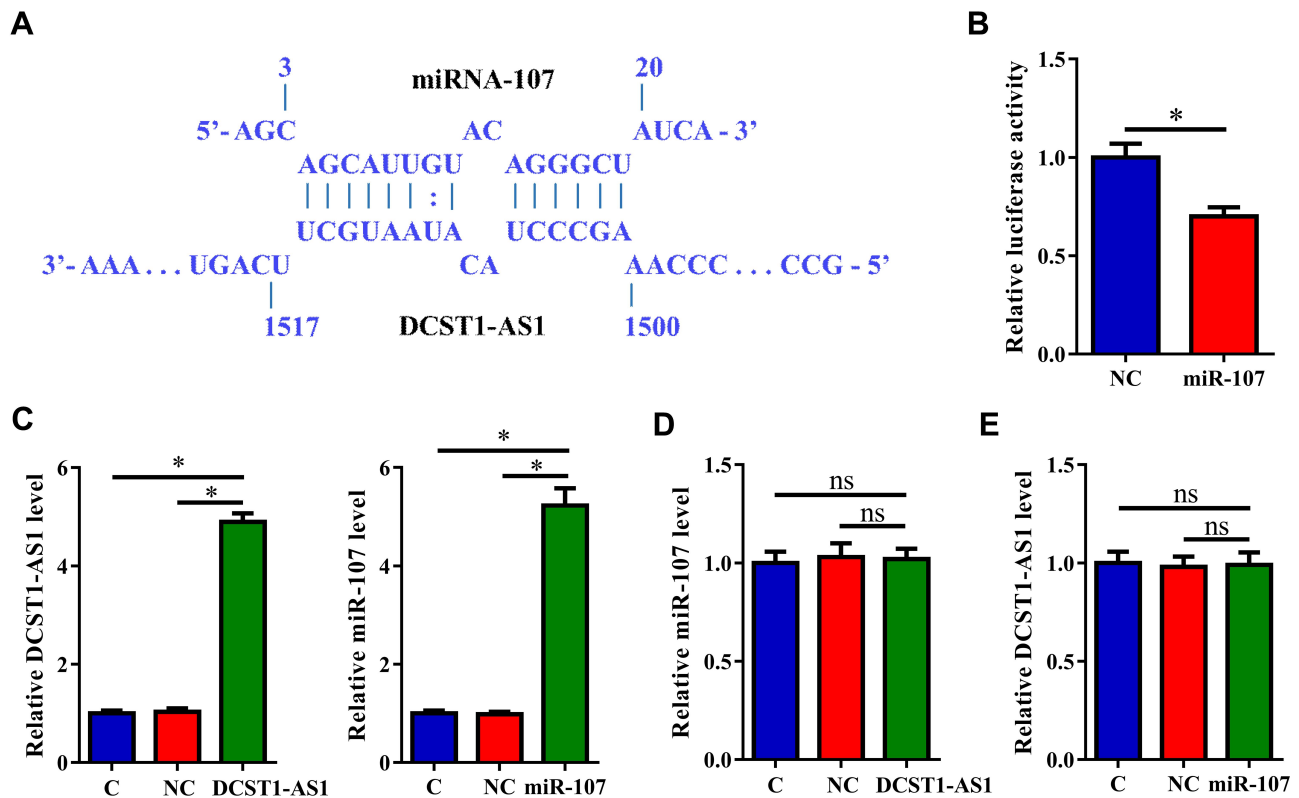 A
3
miRNA-107
20
5’- AGC
AC
AUCA - 3’
AGCAUUGU
AGGGCU
:
UCGUAAUA
UCCCGA
3’- AAA . . . UGACU
CA
AACCC . . . CCG - 5’
1517
DCST1-AS1
1500
B
Relative luciferase activity
1.5
1.0
0.5
0.0
*
NC
miR-107
C
Relative DCST1-AS1 level
6
4
2
0
*
*
C
NC
DCST1-AS1
Relative miR-107 level
6
4
2
0
*
*
C
NC
miR-107
D
Relative miR-107 level
1.5
1.0
0.5
0.0
ns
ns
C
NC
DCST1-AS1
E
Relative DCST1-AS1 level
1.5
1.0
0.5
0.0
ns
ns
C
NC
miR-107